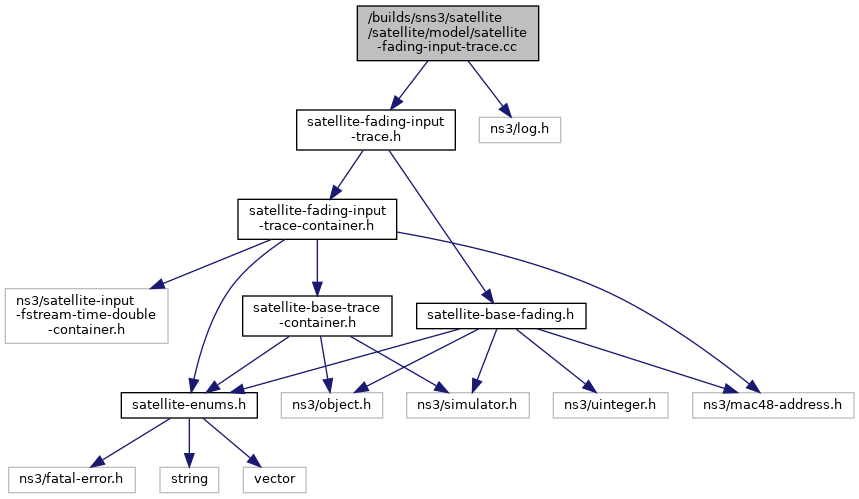 /builds/sns3/satellite
/satellite/model/satellite
-fading-input-trace.cc
satellite-fading-input
-trace.h
ns3/log.h
satellite-fading-input
-trace-container.h
ns3/satellite-input
-fstream-time-double
-container.h
satellite-base-trace
-container.h
satellite-base-fading.h
satellite-enums.h
ns3/object.h
ns3/simulator.h
ns3/uinteger.h
ns3/mac48-address.h
ns3/fatal-error.h
string
vector